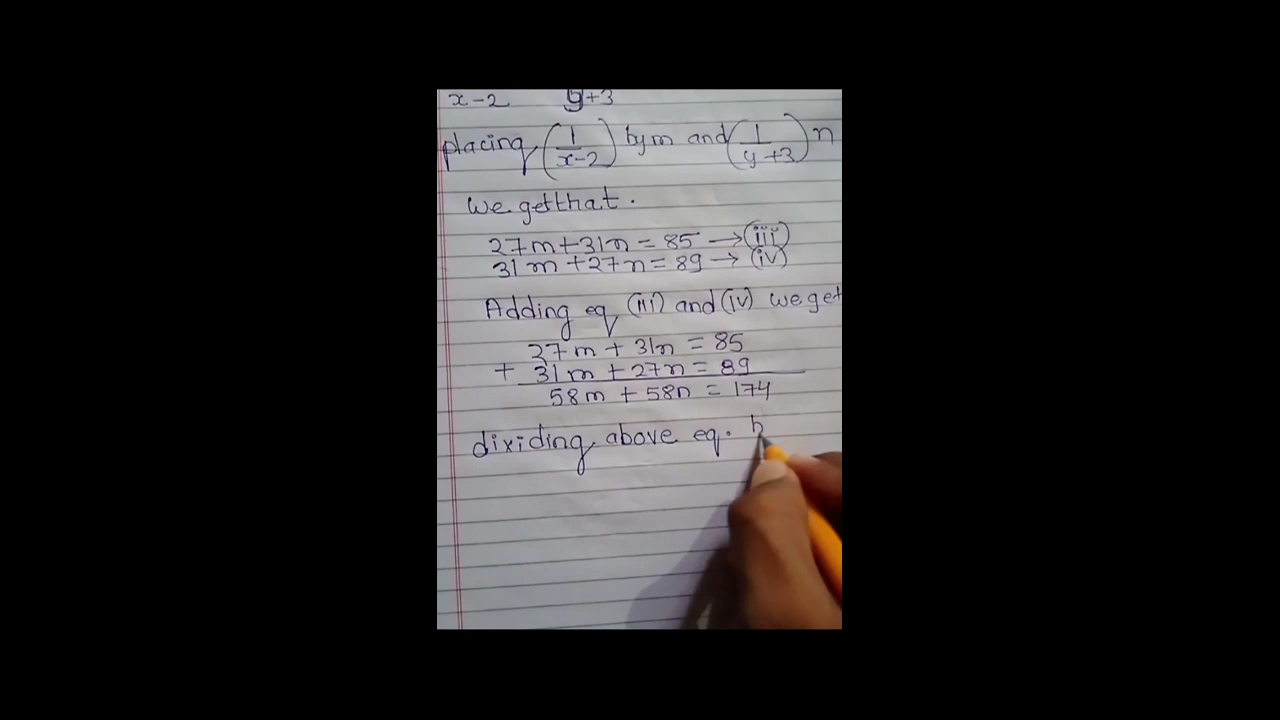 x-2 y+3
placing (1/x-2) by m and (1/y+3) n
we get that.
27m+31n = 85 → (iii)
31m +27n = 89 → (iv)
Adding eq (iii) and (iv) we get
27m + 31n = 85
+ 31m + 27n = 89
58m + 58n = 174
dixiding above eq. b